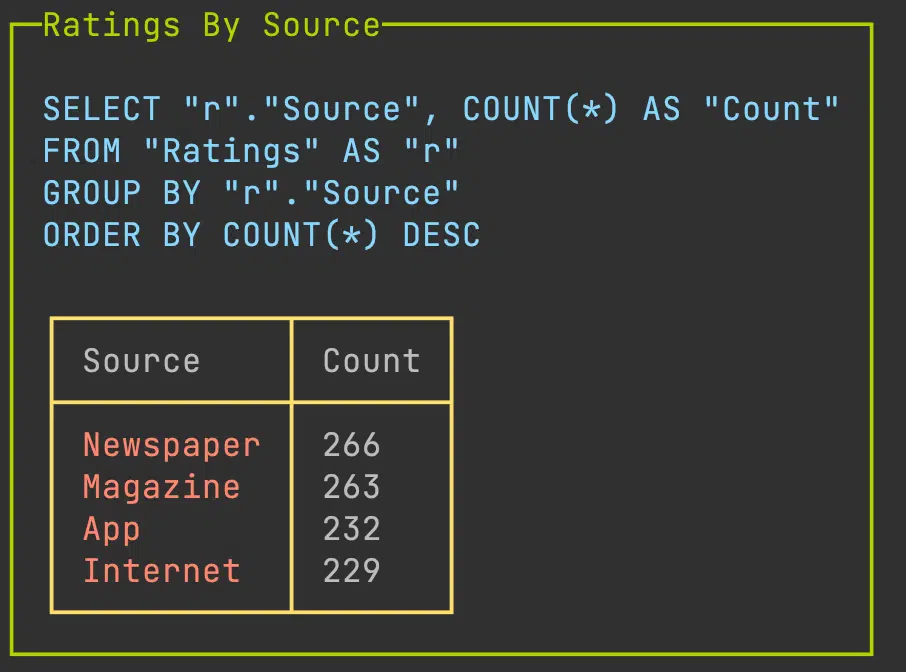 Ratings By Source
SELECT "r"."Source", COUNT(*) AS "Count"
FROM "Ratings" AS "r"
GROUP BY "r"."Source"
ORDER BY COUNT(*) DESC
Source Count
Newspaper 266
Magazine 263
App 232
Internet 229